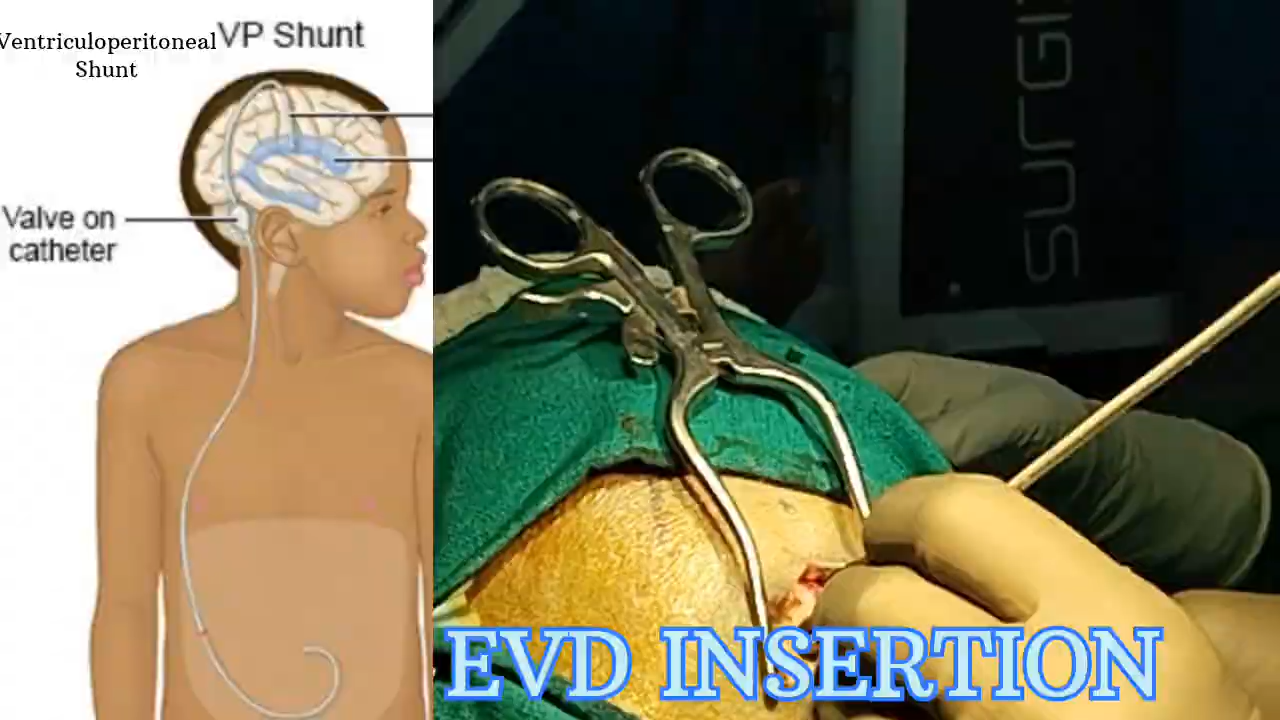 Ventriculoperitoneal
Shunt
VP Shunt
Valve on
catheter
SURGI
EVD INSERTION